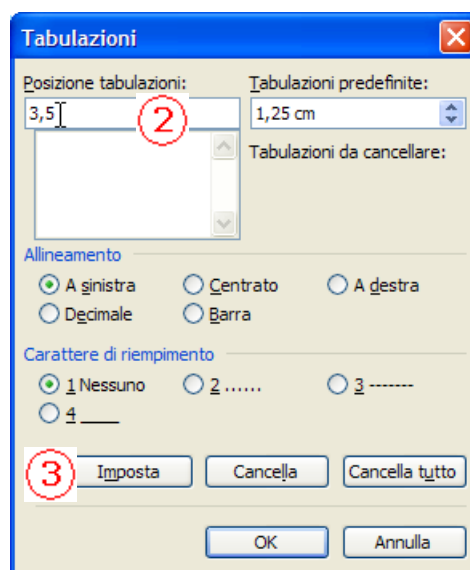 Tabulazioni
Posizione tabulazioni: Tabulazioni predefinite:
3,5 2 1,25 cm
Tabulazioni da cancellare:
Allineamento
A sinistra Centrato A destra
Decimale Barra
Carattere di riempimento
1 Nessuno 2 ...... 3 -------
4 ____
3 Imposta Cancella Cancella tutto
OK Annulla